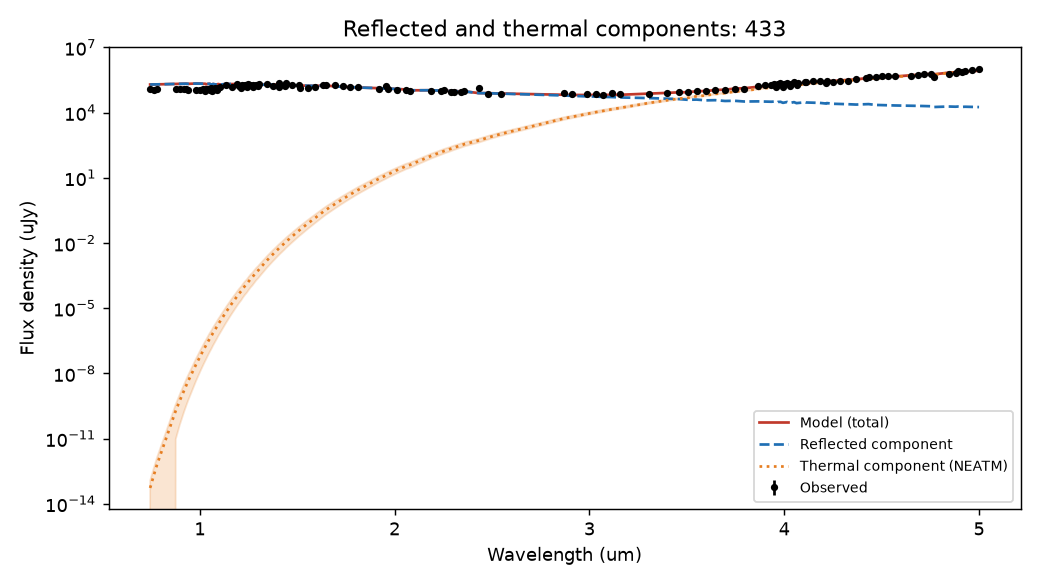 Reflected and thermal components: 433
Flux density (uJy)
10^7
10^4
10^1
10^−2
10^−5
10^−8
10^−11
10^−14
1
2
3
4
5
Wavelength (um)
Model (total)
Reflected component
Thermal component (NEATM)
Observed